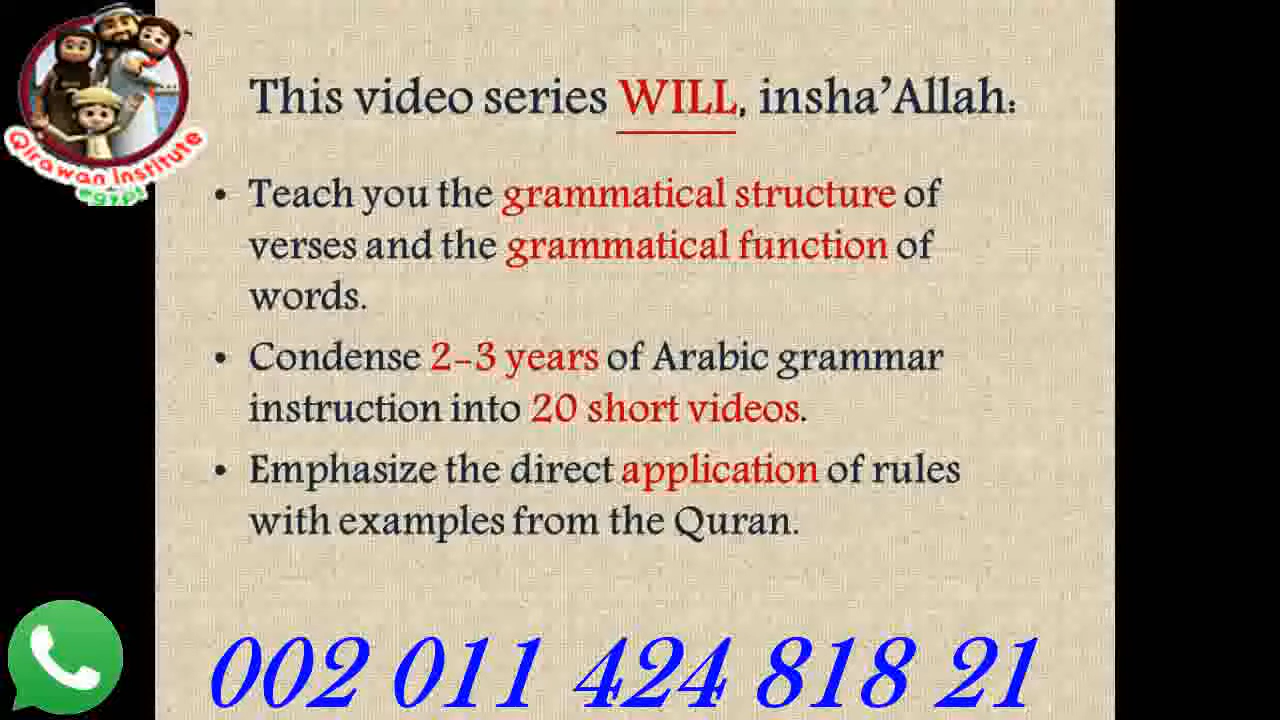 Qirawan institute
egypt
This video series WILL, insha’Allah:
• Teach you the grammatical structure of
verses and the grammatical function of
words.
• Condense 2-3 years of Arabic grammar
instruction into 20 short videos.
• Emphasize the direct application of rules
with examples from the Quran.
002 011 424 818 21